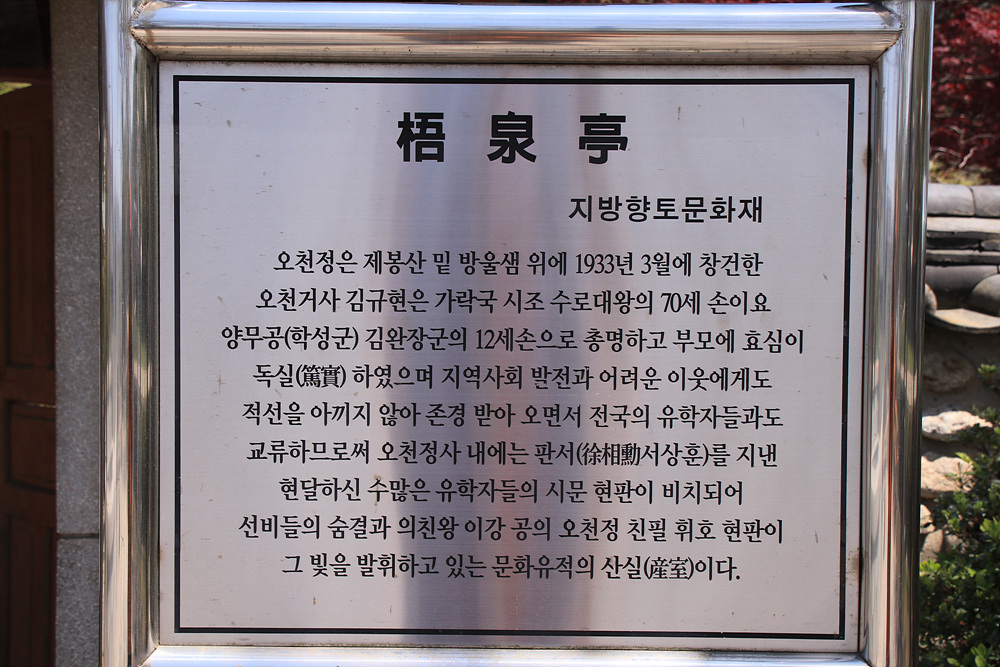 梧泉亭
지방향토문화재
오천정은 제봉산 밑 방울샘 위에 1933년 3월에 창건한
오천거사 김규현은 가락국 시조 수로대왕의 70세 손이요
양무공(학성군) 김완장군의 12세손으로 총명하고 부모에 효심이
독실(篤實) 하였으며 지역사회 발전과 어려운 이웃에게도
적선을 아끼지 않아 존경 받아 오면서 전국의 유학자들과도
교류하므로써 오천정사 내에는 판서(徐相勳서상훈)를 지낸
현달하신 수많은 유학자들의 시문 현판이 비치되어
선비들의 숨결과 의친왕 이강 공의 오천정 친필 휘호 현판이
그 빛을 발휘하고 있는 문화유적의 산실(産室)이다.